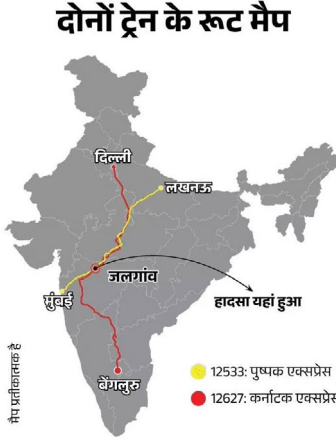 दोनों ट्रेन के रूट मैप
दिल्ली
लखनऊ
जलगांव
मुंबई
हादसा यहां हुआ
बेंगलुरु
12533: पुष्पक एक्सप्रेस
12627: कर्नाटक एक्सप्रेस
मैप प्रतीकात्मक है